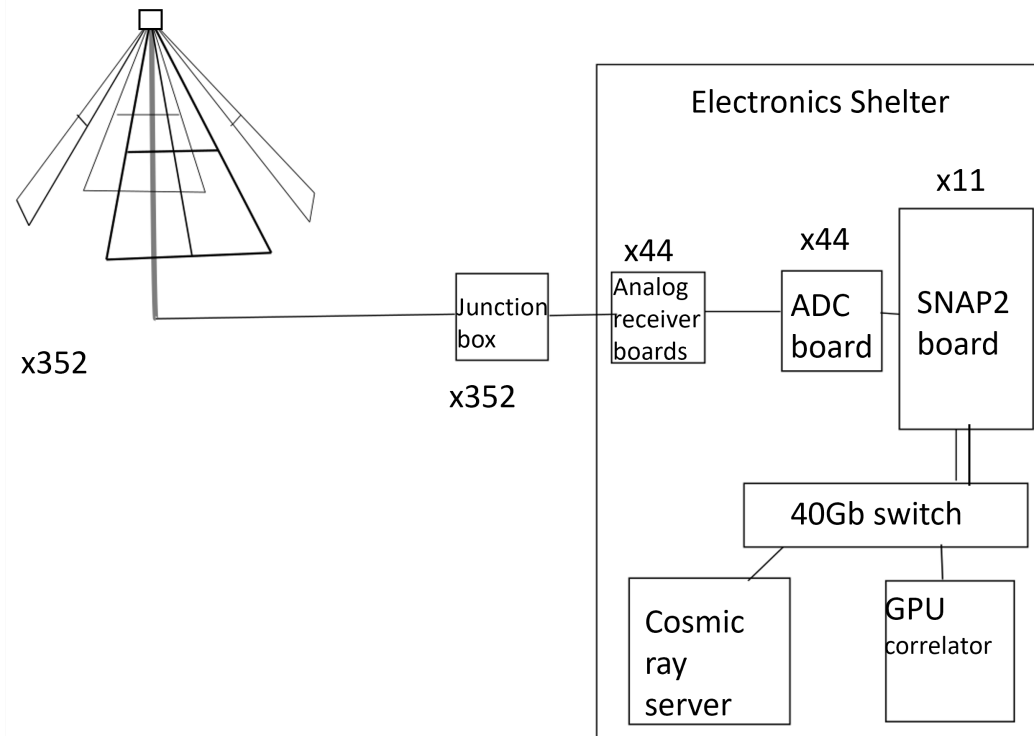 Electronics Shelter
x11
x44
x44
Junction
box
Analog
receiver
boards
ADC
board
SNAP2
board
x352
x352
40Gb switch
Cosmic
ray
server
GPU
correlator